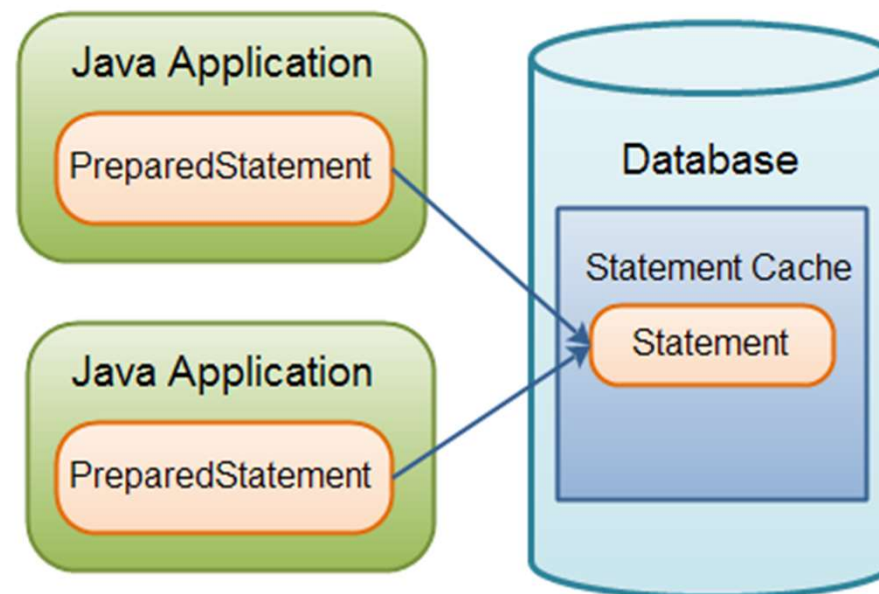 Java Application
PreparedStatement
Java Application
PreparedStatement
Database
Statement Cache
Statement